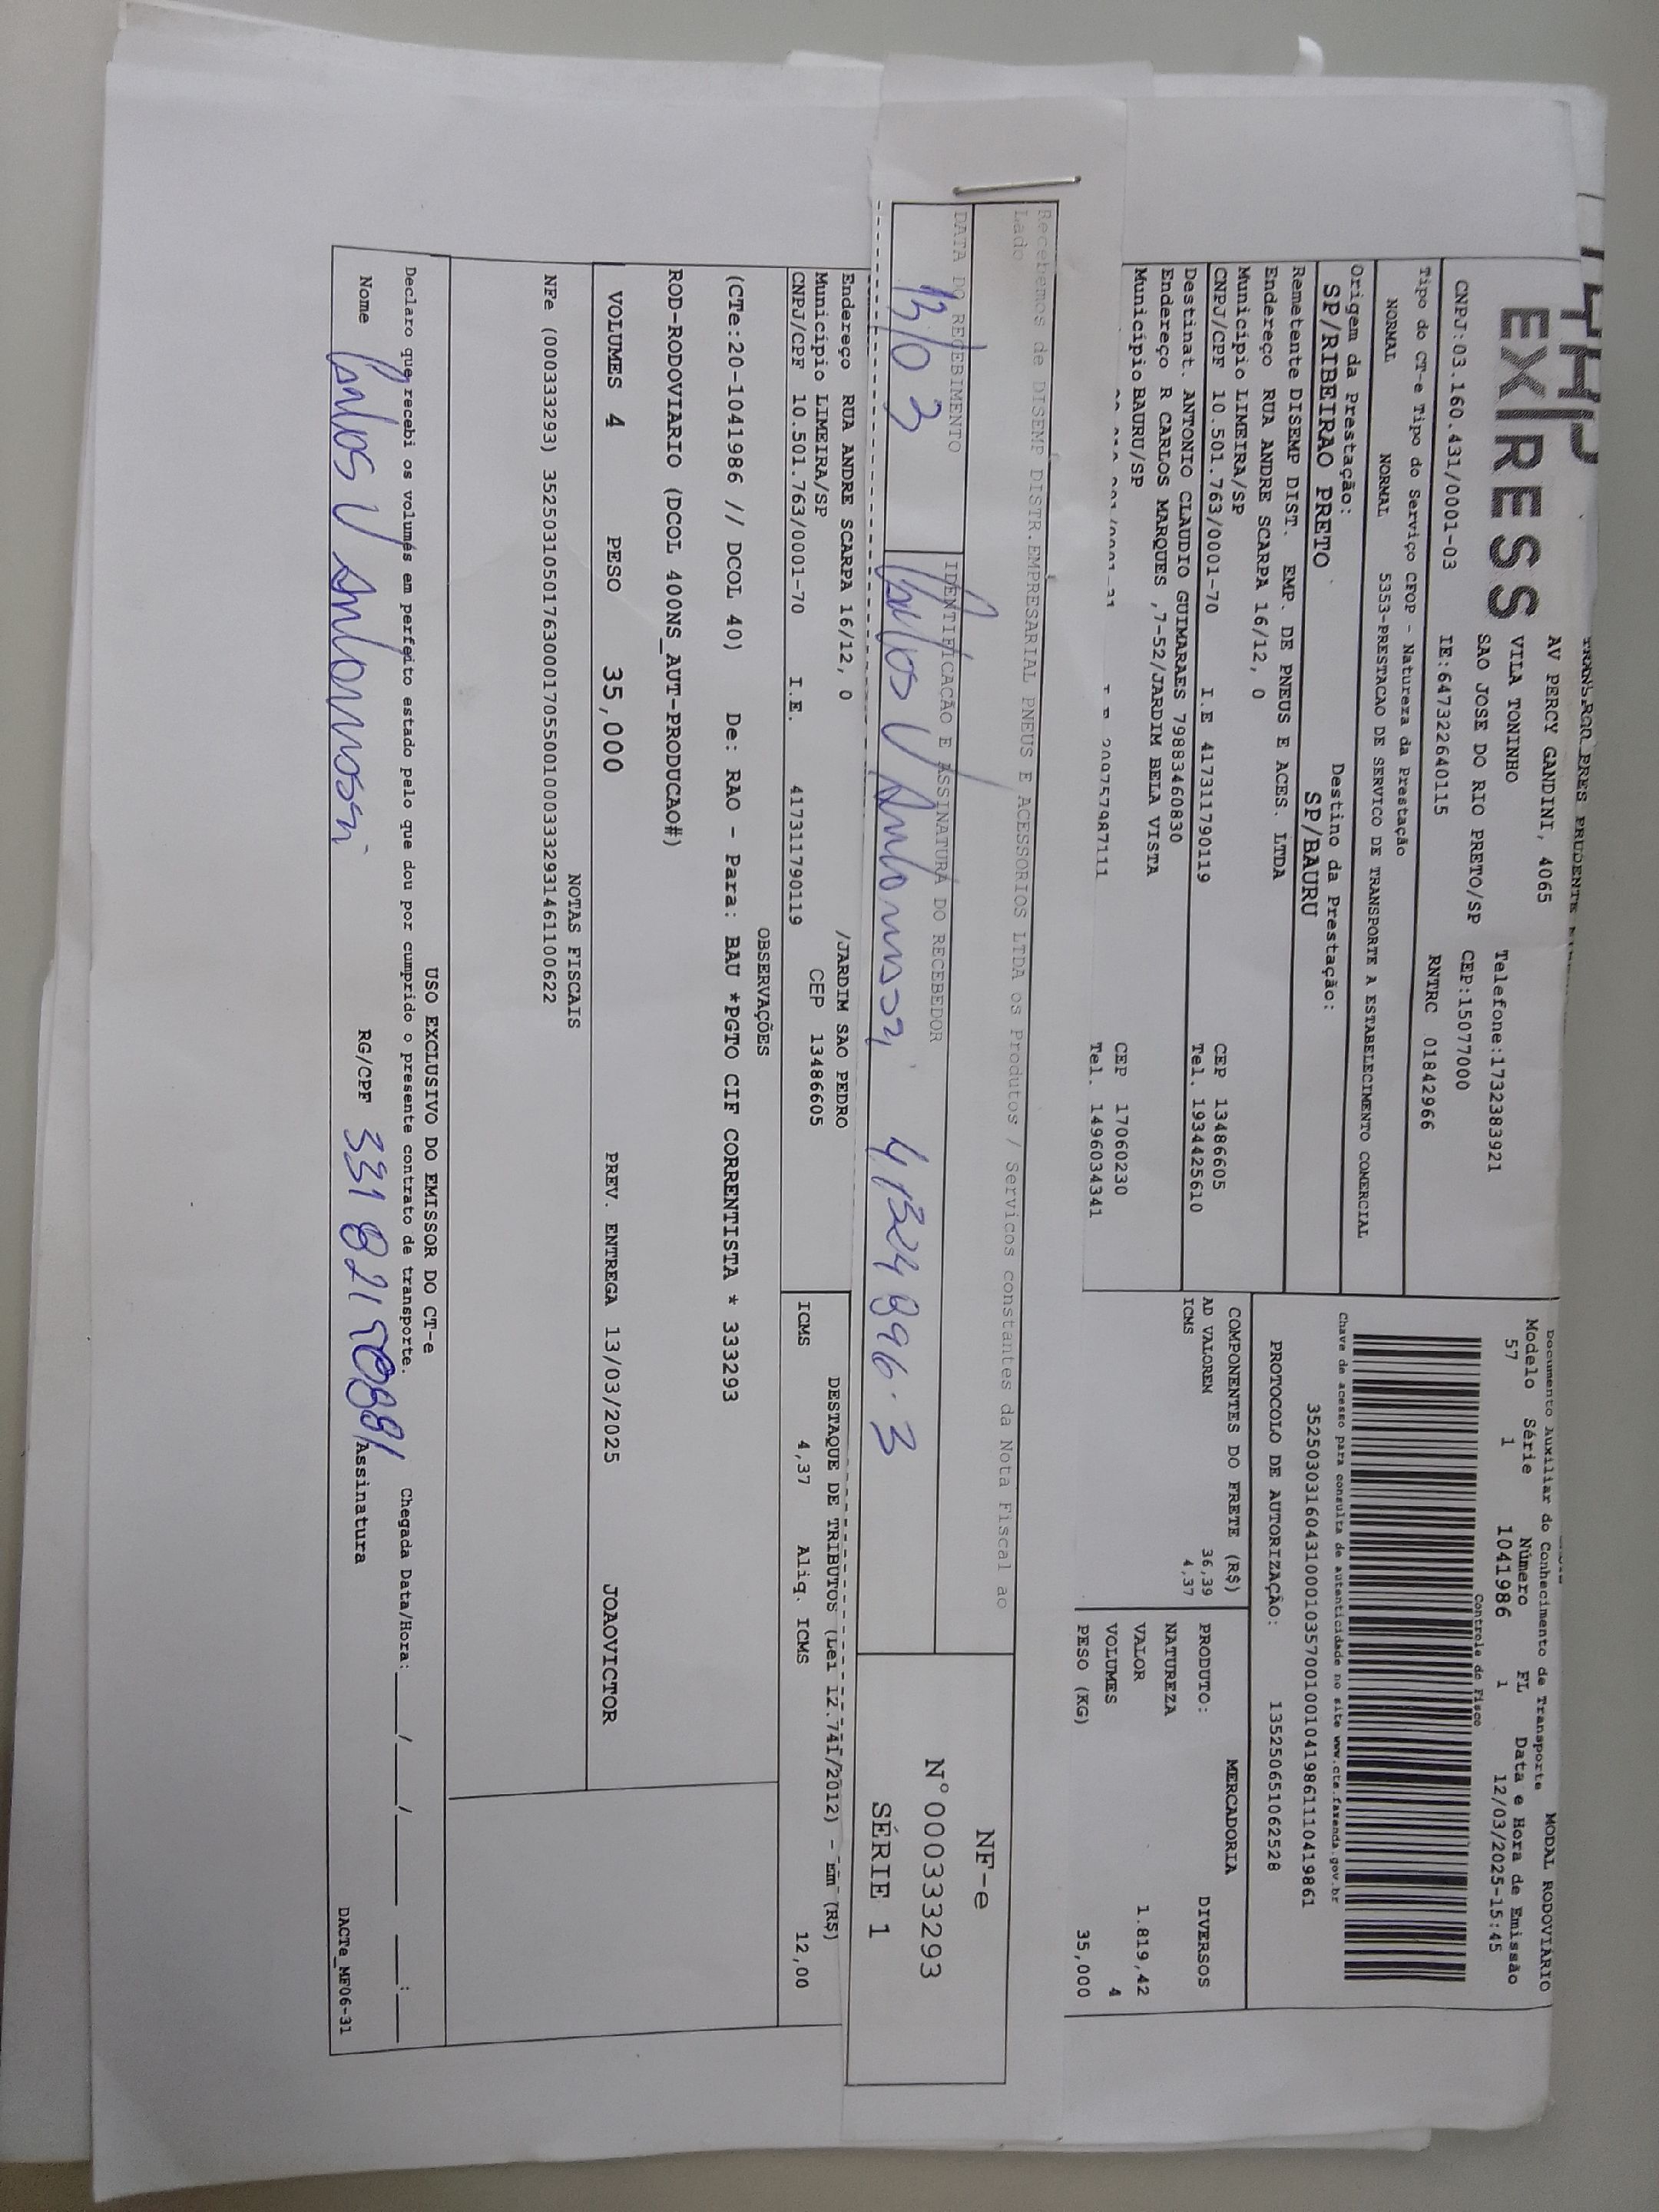 EX/RESS
AV PERCY GANDINI, 4065
VILA TONINHO
SAO JOSE DO RIO PRETO/SP
Telefone:1732383921
CEP:15077000
CNPJ:03.160.431/0001-03 IE:647322640115 RNTRC 01842966
Documento Auxiliar do Conhecimento de Transporte MODAL RODOVIÁRIO
Modelo Série Número FL Data e Hora de Emissão
57 1 1041986 1 12/03/2025-15:45
Controle do Fisco
Tipo do CT-e Tipo do Serviço CFOP - Natureza da Prestação
NORMAL NORMAL 5353-PRESTACAO DE SERVICO DE TRANSPORTE A ESTABELECIMENTO COMERCIAL
Chave de acesso para consulta de autenticidade no site www.cte.fazenda.gov.br
35250303160431000103570010010419861110419861
Origem da Prestação: Destino da Prestação:
SP/RIBEIRAO PRETO SP/BAURU
PROTOCOLO DE AUTORIZAÇÃO: 135250651062528
Remetente DISEMP DIST. EMP. DE PNEUS E ACES. LTDA
Endereço RUA ANDRE SCARPA 16/12, 0
Município LIMEIRA/SP CEP 13486605
CNPJ/CPF 10.501.763/0001-70 I.E 417311790119 Tel. 1934425610
Destinat. ANTONIO CLAUDIO GUIMARAES 79883460830
Endereço R CARLOS MARQUES ,7-52/JARDIM BELA VISTA
Município BAURU/SP CEP 17060230
Tel. 1496034341
COMPONENTES DO FRETE (R$)
AD VALOREM 36,39
ICMS 4,37
MERCADORIA
PRODUTO: DIVERSOS
NATUREZA
VALOR 1.819,42
VOLUMES 4
PESO (KG) 35,000
Recebemos de DISEMP DISTR.EMPRESARIAL PNEUS E ACESSORIOS LTDA os Produtos / Servicos constantes da Nota Fiscal ao
Lado
DATA DO RECEBIMENTO IDENTIFICAÇÃO E ASSINATURA DO RECEBEDOR
13/03
NF-e
N°000333293
SÉRIE 1
Endereço RUA ANDRE SCARPA 16/12, 0 /JARDIM SAO PEDRO
Município LIMEIRA/SP CEP 13486605
CNPJ/CPF 10.501.763/0001-70 I.E. 417311790119
DESTAQUE DE TRIBUTOS (Lei 12.741/2012) - Em (R$)
ICMS 4,37 Aliq. ICMS 12,00
OBSERVAÇÕES
(CTe:20-1041986 // DCOL 40) De: RAO - Para: BAU *PGTO CIF CORRENTISTA * 333293
ROD-RODOVIARIO (DCOL 400NS_AUT-PRODUCAO#)
VOLUMES 4 PESO 35,000 PREV. ENTREGA 13/03/2025 JOAOVICTOR
NOTAS FISCAIS
NFe (000333293) 35250310501763000170550010003332931461100622
USO EXCLUSIVO DO EMISSOR DO CT-e
Declaro que recebi os volumes em perfeito estado pelo que dou por cumprido o presente contrato de transporte. Chegada Data/Hora: ___/___/___ __:__
Nome RG/CPF Assinatura
DACTe_MF06-31